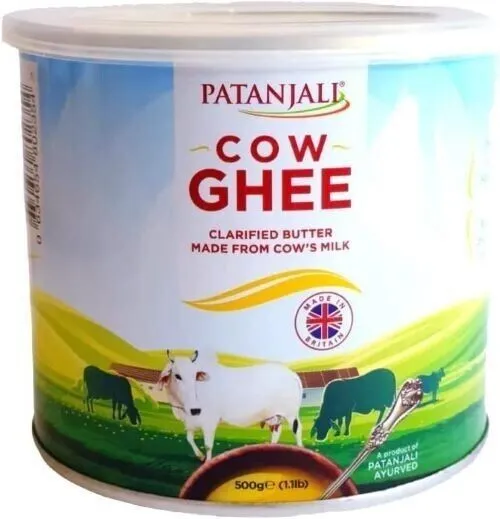 PATANJALI®
COW
GHEE
CLARIFIED BUTTER
MADE FROM COW'S MILK
MADE IN
BRITAIN
A product of
PATANJALI
AYURVED
500g℮ (1.1lb)